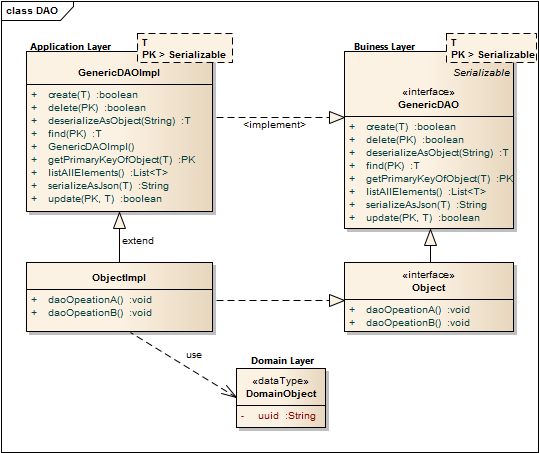 class DAO
Application Layer
T
PK > Serializable
GenericDAOImpl
+ create(T) :boolean
+ delete(PK) :boolean
+ deserializeAsObject(String) :T
+ find(PK) :T
+ GenericDAOImpl()
+ getPrimaryKeyOfObject(T) :PK
+ listAllElements() :List<T>
+ serializeAsJson(T) :String
+ update(PK, T) :boolean
<implement>
Buiness Layer
T
PK > Serializable
Serializable
«interface»
GenericDAO
+ create(T) :boolean
+ delete(PK) :boolean
+ deserializeAsObject(String) :T
+ find(PK) :T
+ getPrimaryKeyOfObject(T) :PK
+ listAllElements() :List<T>
+ serializeAsJson(T) :String
+ update(PK, T) :boolean
extend
ObjectImpl
+ daoOpeationA() :void
+ daoOpeationB() :void
«interface»
Object
+ daoOpeationA() :void
+ daoOpeationB() :void
use
Domain Layer
«dataType»
DomainObject
- uuid :String